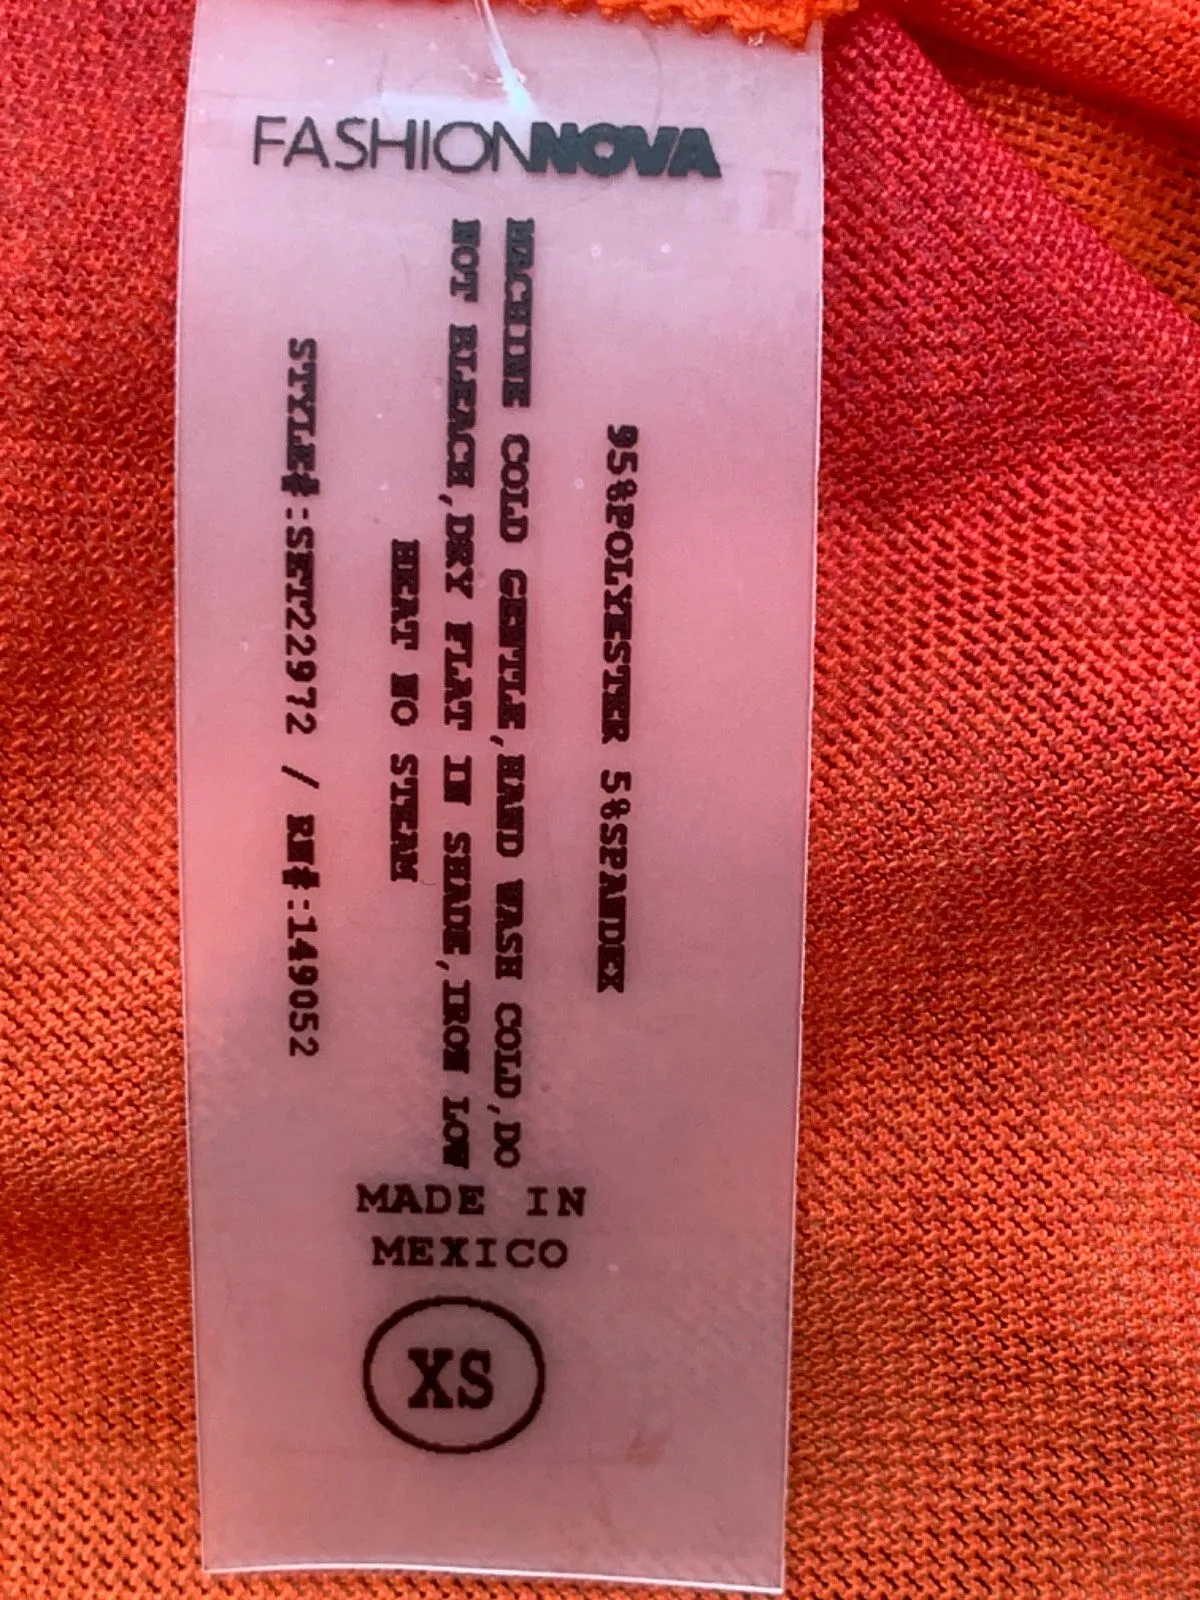 FASHIONNOVA
95%POLYESTER 5%SPANDEX
MACHINE COLD GENTLE,HAND WASH COLD,DO
NOT BLEACH,DRY FLAT IN SHADE,IRON LOW
HEAT NO STEAM
STYLE#:SET22972 / RN#:149052
MADE IN
MEXICO
XS